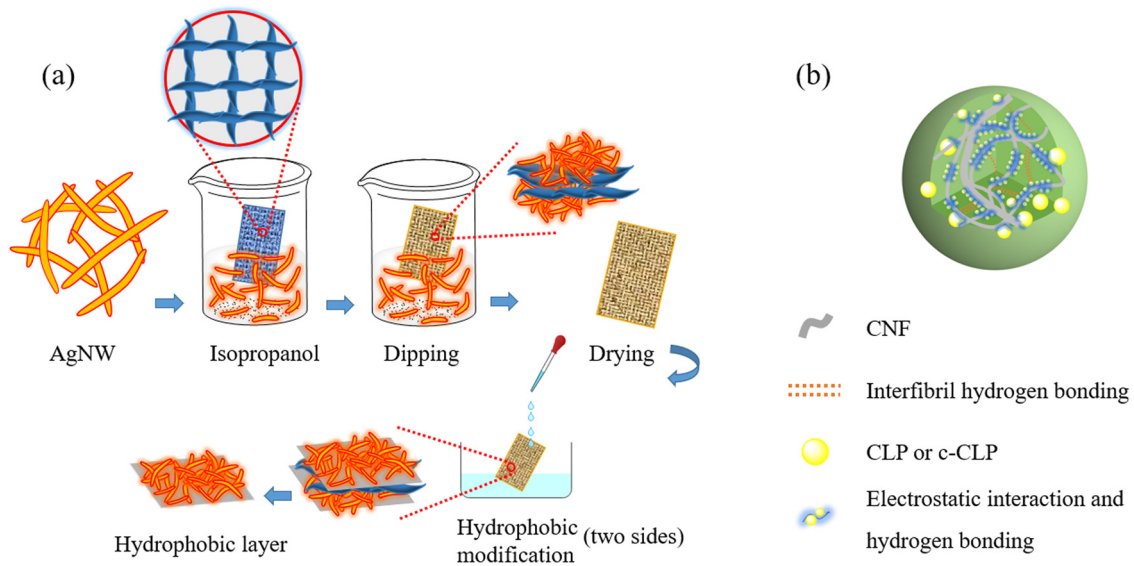 (a)
(b)
AgNW
Isopropanol
Dipping
Drying
Hydrophobic layer
Hydrophobic
modification
(two sides)
CNF
Interfibril hydrogen bonding
CLP or c-CLP
Electrostatic interaction and
hydrogen bonding